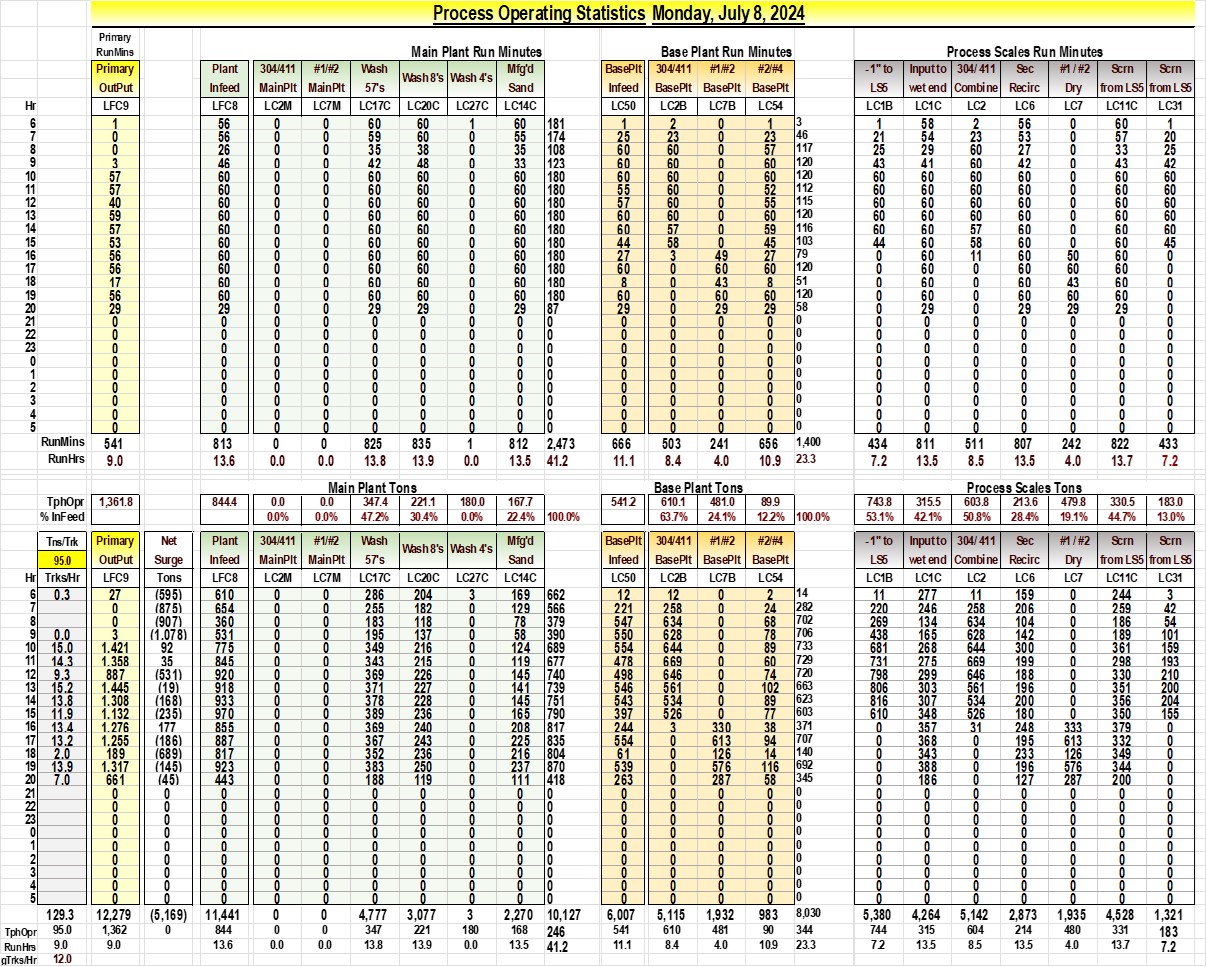 Process Operating Statistics Monday, July 8, 2024
Primary
RunMins Main Plant Run Minutes Base Plant Run Minutes Process Scales Run Minutes
Primary Plant 304/411 #1/#2 Wash Wash 8's Wash 4's Mfg'd BasePlt 304/411 #1/#2 #2/#4 -1" to Input to 304/ 411 Sec #1 / #2 Scrn Scrn
OutPut Infeed MainPlt MainPlt 57's Sand Infeed BasePlt BasePlt BasePlt LS5 wet end Combine Recirc Dry from LS5 from LS5
Hr LFC9 LFC8 LC2M LC7M LC17C LC20C LC27C LC14C LC50 LC2B LC7B LC54 LC1B LC1C LC2 LC6 LC7 LC11C LC31
6 1 56 0 0 60 60 1 60 181 1 2 0 1 3 1 58 2 56 0 60 1
7 0 56 0 0 59 60 0 55 174 25 23 0 23 46 21 54 23 53 0 57 20
8 0 26 0 0 35 38 0 35 108 60 60 0 57 117 25 29 60 27 0 33 25
9 3 46 0 0 42 48 0 33 123 60 60 0 60 120 43 41 60 42 0 43 42
10 57 60 0 0 60 60 0 60 180 60 60 0 60 120 60 60 60 60 0 60 60
11 57 60 0 0 60 60 0 60 180 55 60 0 52 112 60 60 60 60 0 60 60
12 40 60 0 0 60 60 0 60 180 57 60 0 55 115 60 60 60 60 0 60 60
13 59 60 0 0 60 60 0 60 180 60 60 0 60 120 60 60 60 60 0 60 60
14 57 60 0 0 60 60 0 60 180 60 57 0 59 116 60 60 57 60 0 60 60
15 53 60 0 0 60 60 0 60 180 44 58 0 45 103 44 60 58 60 0 60 45
16 56 60 0 0 60 60 0 60 180 27 3 49 27 79 0 60 11 60 50 60 0
17 56 60 0 0 60 60 0 60 180 60 0 60 60 120 0 60 0 60 60 60 0
18 17 60 0 0 60 60 0 60 180 8 0 43 8 51 0 60 0 60 43 60 0
19 56 60 0 0 60 60 0 60 180 60 0 60 60 120 0 60 0 60 60 60 0
20 29 29 0 0 29 29 0 29 87 29 0 29 29 58 0 29 0 29 29 29 0
21 0 0 0 0 0 0 0 0 0 0 0 0 0 0 0 0 0 0 0 0 0
22 0 0 0 0 0 0 0 0 0 0 0 0 0 0 0 0 0 0 0 0 0
23 0 0 0 0 0 0 0 0 0 0 0 0 0 0 0 0 0 0 0 0 0
0 0 0 0 0 0 0 0 0 0 0 0 0 0 0 0 0 0 0 0 0 0
1 0 0 0 0 0 0 0 0 0 0 0 0 0 0 0 0 0 0 0 0 0
2 0 0 0 0 0 0 0 0 0 0 0 0 0 0 0 0 0 0 0 0 0
3 0 0 0 0 0 0 0 0 0 0 0 0 0 0 0 0 0 0 0 0 0
4 0 0 0 0 0 0 0 0 0 0 0 0 0 0 0 0 0 0 0 0 0
5 0 0 0 0 0 0 0 0 0 0 0 0 0 0 0 0 0 0 0 0 0
RunMins 541 813 0 0 825 835 1 812 2,473 666 503 241 656 1,400 434 811 511 807 242 822 433
RunHrs 9.0 13.6 0.0 0.0 13.8 13.9 0.0 13.5 41.2 11.1 8.4 4.0 10.9 23.3 7.2 13.5 8.5 13.5 4.0 13.7 7.2
Main Plant Tons Base Plant Tons Process Scales Tons
TphOpr 1,361.8 844.4 0.0 0.0 347.4 221.1 180.0 167.7 541.2 610.1 481.0 89.9 743.8 315.5 603.8 213.6 479.8 330.5 183.0
% InFeed 0.0% 0.0% 47.2% 30.4% 0.0% 22.4% 100.0% 63.7% 24.1% 12.2% 100.0% 53.1% 42.1% 50.8% 28.4% 19.1% 44.7% 13.0%
Tns/Trk Primary Net Plant 304/411 #1/#2 Wash Wash 8's Wash 4's Mfg'd BasePlt 304/411 #1/#2 #2/#4 -1" to Input to 304/ 411 Sec #1 / #2 Scrn Scrn
95.0 OutPut Surge Infeed MainPlt MainPlt 57's Sand Infeed BasePlt BasePlt BasePlt LS5 wet end Combine Recirc Dry from LS5 from LS5
Hr Trks/Hr LFC9 Tons LFC8 LC2M LC7M LC17C LC20C LC27C LC14C LC50 LC2B LC7B LC54 LC1B LC1C LC2 LC6 LC7 LC11C LC31
6 0.3 27 (595) 610 0 0 286 204 3 169 662 12 12 0 2 14 11 277 11 159 0 244 3
7 0 (875) 654 0 0 255 182 0 129 566 221 258 0 24 282 220 246 258 206 0 259 42
8 0 (907) 360 0 0 183 118 0 78 379 547 634 0 68 702 269 134 634 104 0 186 54
9 0.0 3 (1,078) 531 0 0 195 137 0 58 390 550 628 0 78 706 438 165 628 142 0 189 101
10 15.0 1,421 92 775 0 0 349 216 0 124 689 554 644 0 89 733 681 268 644 300 0 361 159
11 14.3 1,358 35 845 0 0 343 215 0 119 677 478 669 0 60 729 731 275 669 199 0 298 193
12 9.3 887 (531) 920 0 0 369 226 0 145 740 498 646 0 74 720 798 299 646 188 0 330 210
13 15.2 1,445 (19) 918 0 0 371 227 0 141 739 546 561 0 102 663 806 303 561 196 0 351 200
14 13.8 1,308 (168) 933 0 0 378 228 0 145 751 543 534 0 89 623 816 307 534 200 0 354 204
15 11.9 1,132 (235) 970 0 0 389 236 0 165 790 397 526 0 77 603 610 348 526 180 0 350 155
16 13.4 1,276 177 855 0 0 369 240 0 208 817 244 3 330 38 371 0 357 31 248 333 379 0
17 13.2 1,255 (186) 887 0 0 367 243 0 225 835 554 0 613 94 707 0 368 0 195 613 332 0
18 2.0 189 (689) 817 0 0 352 236 0 216 804 61 0 126 14 140 0 343 0 233 126 349 0
19 13.9 1,317 (145) 923 0 0 383 250 0 237 870 539 0 576 116 692 0 388 0 196 576 344 0
20 7.0 661 (45) 443 0 0 188 119 0 111 418 263 0 287 58 345 0 186 0 127 287 200 0
21 0 0 0 0 0 0 0 0 0 0 0 0 0 0 0 0 0 0 0 0 0 0
22 0 0 0 0 0 0 0 0 0 0 0 0 0 0 0 0 0 0 0 0 0 0
23 0 0 0 0 0 0 0 0 0 0 0 0 0 0 0 0 0 0 0 0 0 0
0 0 0 0 0 0 0 0 0 0 0 0 0 0 0 0 0 0 0 0 0 0 0
1 0 0 0 0 0 0 0 0 0 0 0 0 0 0 0 0 0 0 0 0 0 0
2 0 0 0 0 0 0 0 0 0 0 0 0 0 0 0 0 0 0 0 0 0 0
3 0 0 0 0 0 0 0 0 0 0 0 0 0 0 0 0 0 0 0 0 0 0
4 0 0 0 0 0 0 0 0 0 0 0 0 0 0 0 0 0 0 0 0 0 0
5 0 0 0 0 0 0 0 0 0 0 0 0 0 0 0 0 0 0 0 0 0 0
129.3 12,279 (5,169) 11,441 0 0 4,777 3,077 3 2,270 10,127 6,007 5,115 1,932 983 8,030 5,380 4,264 5,142 2,873 1,935 4,528 1,321
TphOpr 95.0 1,362 0 844 0 0 347 221 180 168 246 541 610 481 90 344 744 315 604 214 480 331 183
RunHrs 9.0 9.0 13.6 0.0 0.0 13.8 13.9 0.0 13.5 41.2 11.1 8.4 4.0 10.9 23.3 7.2 13.5 8.5 13.5 4.0 13.7 7.2
gTrks/Hr 12.0